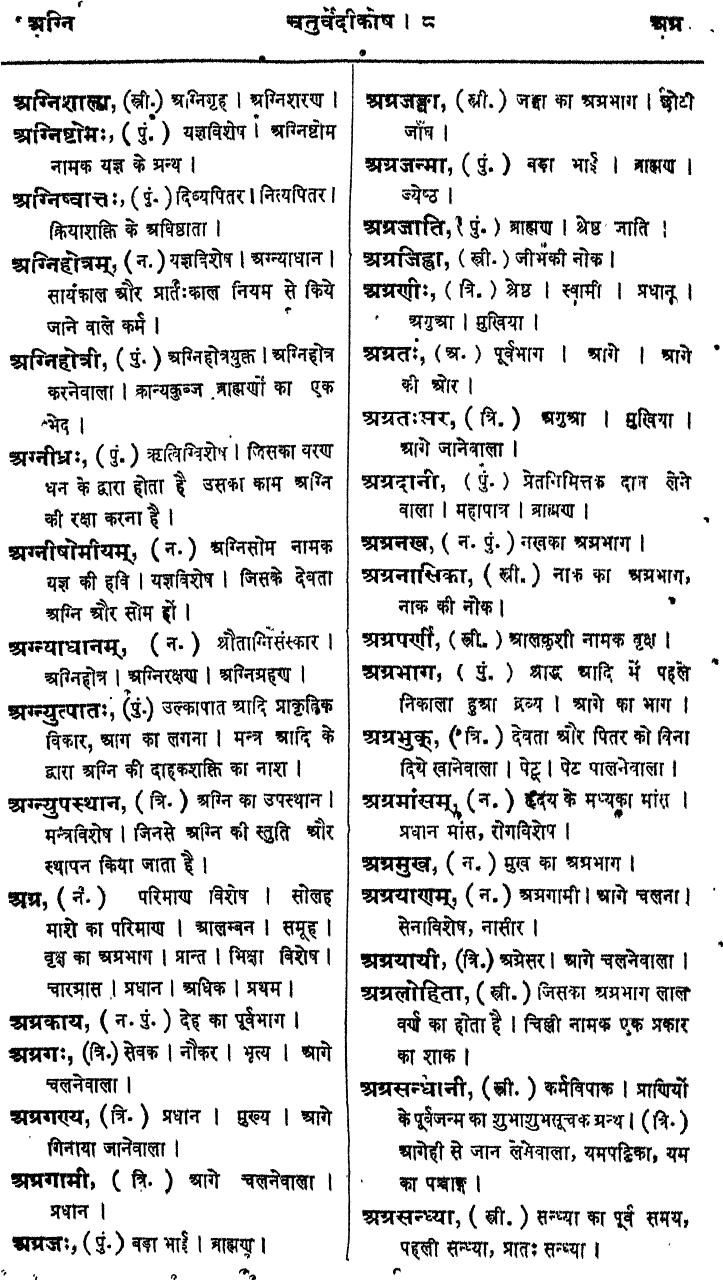 अग्नि
चतुर्वेदीकोष । ८
अग्र
अग्निशाला, (स्त्री.) अग्निगृह । अग्निशरण ।
अग्निष्टोमः, (पुं.) यज्ञविशेष । अग्निष्टोम
नामक यज्ञ के ग्रन्थ ।
अग्निष्वात्तः, (पुं.) दिव्यपितर । नित्यपितर ।
क्रियाशक्ति के अधिष्ठाता ।
अग्निहोत्रम्, (न.) यज्ञविशेष । अग्न्याधान ।
सायंकाल और प्रातःकाल नियम से किये
जाने वाले कर्म ।
अग्निहोत्री, (पुं.) अग्निहोत्रयुक्त । अग्निहोत्र
करनेवाला । कान्यकुब्ज ब्राह्मणों का एक
भेद ।
अग्नीध्रः, (पुं.) ऋत्विग्विशेष । जिसका वरण
धन के द्वारा होता है उसका काम अग्नि
की रक्षा करना है ।
अग्नीषोमीयम्, (न.) अग्निसोम नामक
यज्ञ की हवि । यज्ञविशेष । जिसके देवता
अग्नि और सोम हों ।
अग्न्याधानम्, (न.) श्रौताग्निसंस्कार ।
अग्निहोत्र । अग्निरक्षण । अग्निग्रहण ।
अग्न्युत्पातः, (पुं.) उल्कापात आदि प्राकृतिक
विकार, आग का लगना । मन्त्र आदि के
द्वारा अग्नि की दाहकशक्ति का नाश ।
अग्न्युपस्थान, (त्रि.) अग्नि का उपस्थान ।
मन्त्रविशेष । जिनसे अग्नि की स्तुति और
स्थापन किया जाता है ।
अग्र, (नं.) परिमाण विशेष । सोलह
माशे का परिमाण । आलम्बन । समूह ।
वृक्ष का अग्रभाग । प्रान्त । भिक्षा विशेष ।
चारग्रास । प्रधान । अधिक । प्रथम ।
अग्रकाय, (न. पुं.) देह का पूर्वभाग ।
अग्रगः, (त्रि.) सेवक । नौकर । भृत्य । आगे
चलनेवाला ।
अग्रगण्य, (त्रि.) प्रधान । मुख्य । आगे
गिनाया जानेवाला ।
अग्रगामी, (त्रि.) आगे चलनेवाला ।
प्रधान ।
अग्रजः, (पुं.) बड़ा भाई । ब्राह्मण ।
अग्रजङ्घा, (स्त्री.) जङ्घा का अग्रभाग । छोटी
जाँघ ।
अग्रजन्मा, (पुं.) बड़ा भाई । ब्राह्मण ।
ज्येष्ठ ।
अग्रजाति, (पुं.) ब्राह्मण । श्रेष्ठ जाति ।
अग्रजिह्वा, (स्त्री.) जीभकी नोक ।
अग्रणीः, (त्रि.) श्रेष्ठ । स्वामी । प्रधान ।
अगुआ । मुखिया ।
अग्रतः, (अ.) पूर्वभाग । आगे । आगे
की ओर ।
अग्रतःसर, (त्रि.) अगुआ । मुखिया ।
आगे जानेवाला ।
अग्रदानी, (पुं.) प्रेतनिमित्तक दान लेने
वाला । महापात्र । ब्राह्मण ।
अग्रनख, (न. पुं.) नखका अग्रभाग ।
अग्रनासिका, (स्त्री.) नाक का अग्रभाग,
नाक की नोक ।
अग्रपर्णी, (स्त्री.) आलकुशी नामक वृक्ष ।
अग्रभाग, (पुं.) श्राद्ध आदि में पहले
निकाला हुआ द्रव्य । आगे का भाग ।
अग्रभुक्, (त्रि.) देवता और पितर को विना
दिये खानेवाला । पेटू । पेट पालनेवाला ।
अग्रमांसम्, (न.) हृदय के मध्यका मांस ।
प्रधान मांस, रोगविशेष ।
अग्रमुख, (न.) मुख का अग्रभाग ।
अग्रयाणम्, (न.) अग्रगामी । आगे चलना ।
सेनाविशेष, नासीर ।
अग्रयायी, (त्रि.) अग्रेसर । आगे चलनेवाला ।
अग्रलोहिता, (स्त्री.) जिसका अग्रभाग लाल
वर्ण का होता है । चिल्ली नामक एक प्रकार
का शाक ।
अग्रसन्धानी, (स्त्री.) कर्मविपाक । प्राणियों
के पूर्वजन्म का शुभाशुभसूचक ग्रन्थ । (त्रि.)
आगेही से जान लेनेवाला, यमपट्टिका, यम
का पञ्चाङ्ग ।
अग्रसन्ध्या, (स्त्री.) सन्ध्या का पूर्व समय,
पहली सन्ध्या, प्रातः सन्ध्या ।